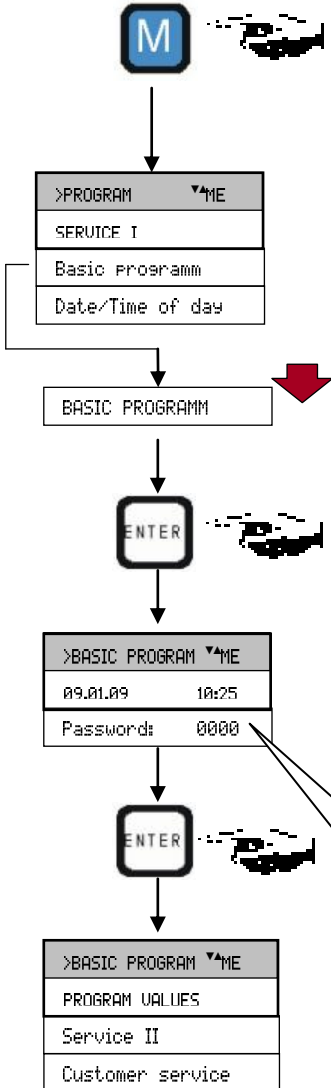 M
>PROGRAM ▼▲ME
SERVICE I
Basic programm
Date/Time of day
BASIC PROGRAMM
ENTER
>BASIC PROGRAM ▼▲ME
09.01.09 10:25
Password: 0000
ENTER
>BASIC PROGRAM ▼▲ME
PROGRAM VALUES
Service II
Customer service